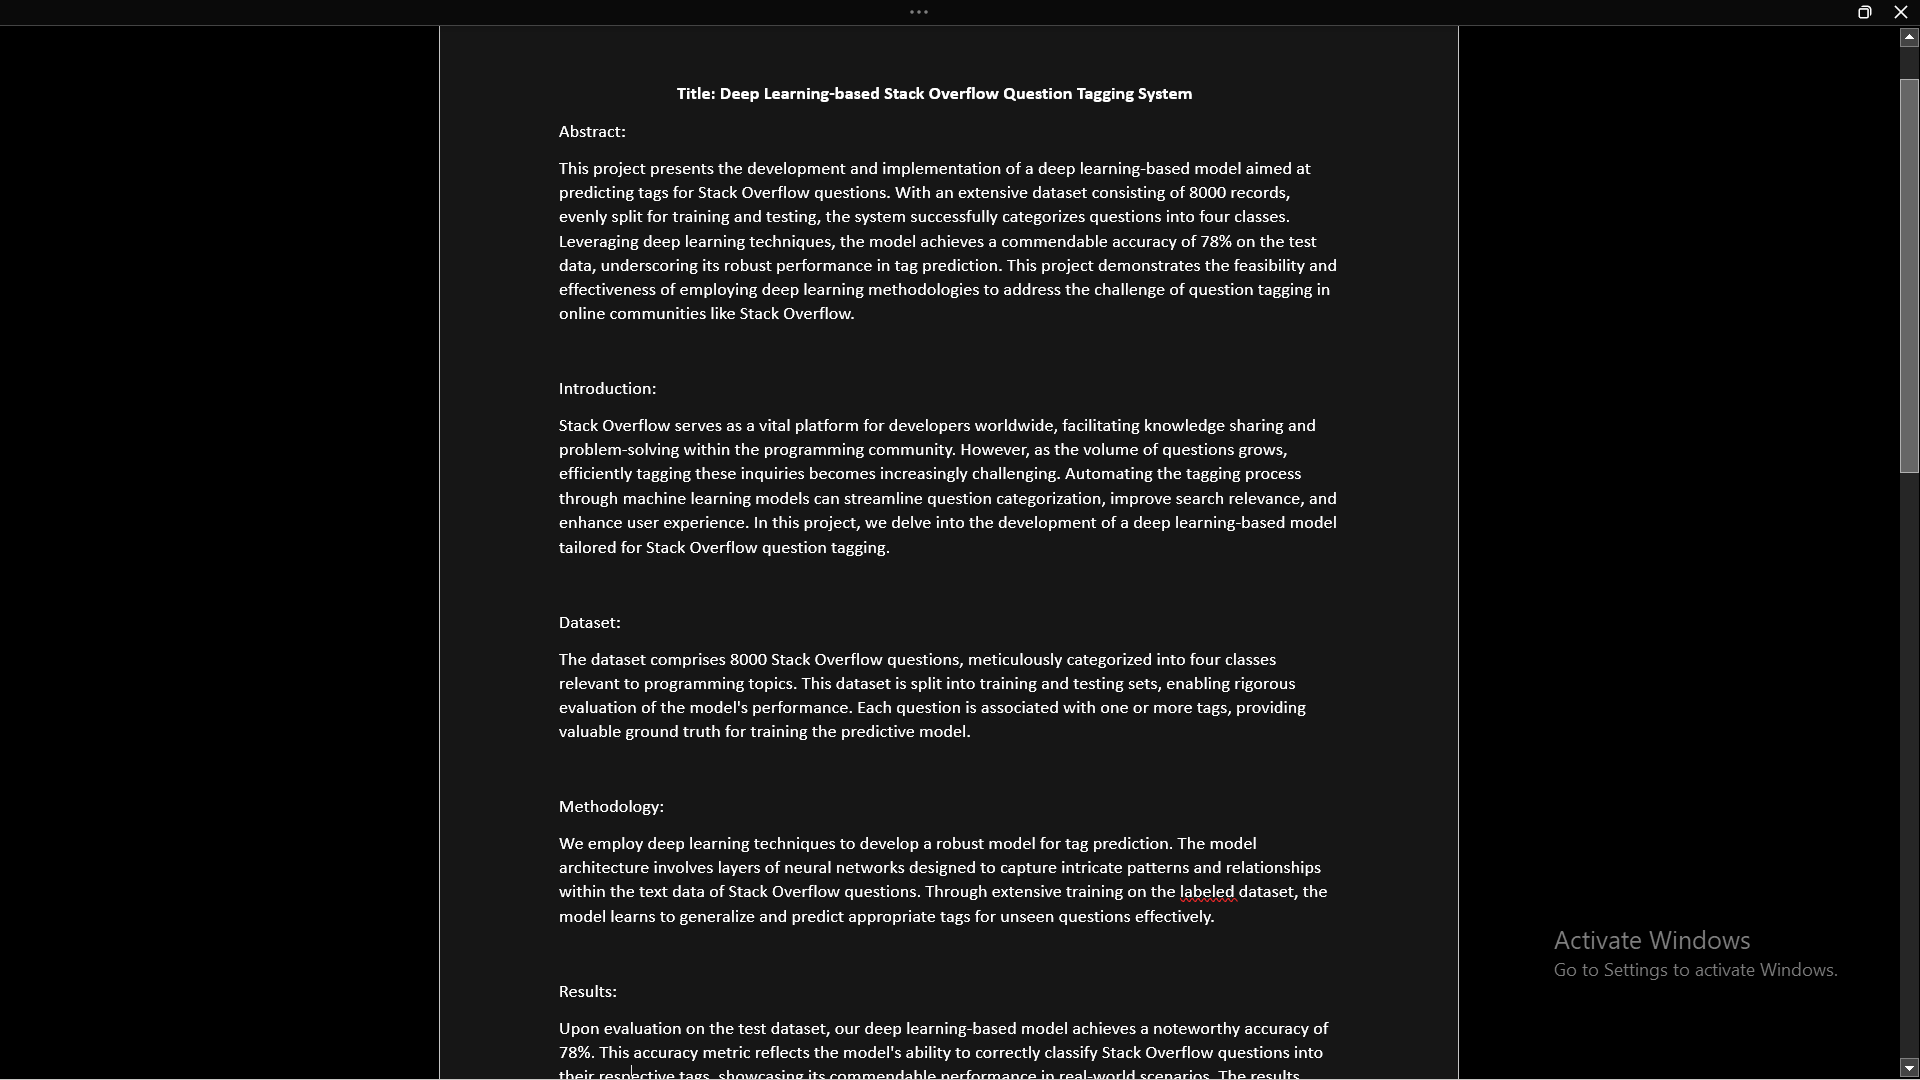 Title: Deep Learning-based Stack Overflow Question Tagging System
Abstract:
This project presents the development and implementation of a deep learning-based model aimed at
predicting tags for Stack Overflow questions. With an extensive dataset consisting of 8000 records,
evenly split for training and testing, the system successfully categorizes questions into four classes.
Leveraging deep learning techniques, the model achieves a commendable accuracy of 78% on the test
data, underscoring its robust performance in tag prediction. This project demonstrates the feasibility and
effectiveness of employing deep learning methodologies to address the challenge of question tagging in
online communities like Stack Overflow.
Introduction:
Stack Overflow serves as a vital platform for developers worldwide, facilitating knowledge sharing and
problem-solving within the programming community. However, as the volume of questions grows,
efficiently tagging these inquiries becomes increasingly challenging. Automating the tagging process
through machine learning models can streamline question categorization, improve search relevance, and
enhance user experience. In this project, we delve into the development of a deep learning-based model
tailored for Stack Overflow question tagging.
Dataset:
The dataset comprises 8000 Stack Overflow questions, meticulously categorized into four classes
relevant to programming topics. This dataset is split into training and testing sets, enabling rigorous
evaluation of the model's performance. Each question is associated with one or more tags, providing
valuable ground truth for training the predictive model.
Methodology:
We employ deep learning techniques to develop a robust model for tag prediction. The model
architecture involves layers of neural networks designed to capture intricate patterns and relationships
within the text data of Stack Overflow questions. Through extensive training on the labeled dataset, the
model learns to generalize and predict appropriate tags for unseen questions effectively.
Results:
Upon evaluation on the test dataset, our deep learning-based model achieves a noteworthy accuracy of
78%. This accuracy metric reflects the model's ability to correctly classify Stack Overflow questions into
their respective tags, showcasing its commendable performance in real-world scenarios. The results
Activate Windows
Go to Settings to activate Windows.